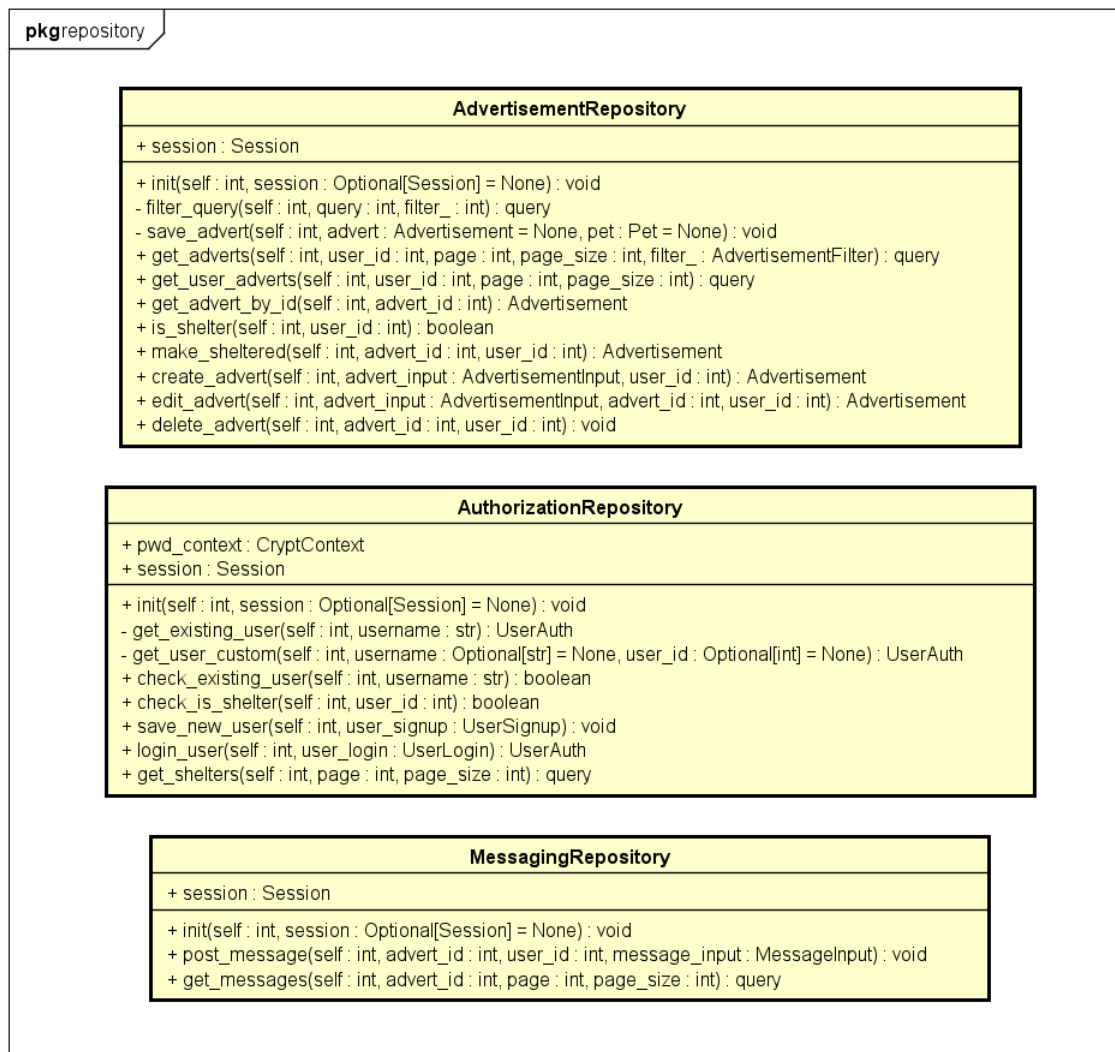 pkg repository
AdvertisementRepository
+ session : Session
+ init(self : int, session : Optional[Session] = None) : void
- filter_query(self : int, query : int, filter_ : int) : query
- save_advert(self : int, advert : Advertisement = None, pet : Pet = None) : void
+ get_adverts(self : int, user_id : int, page : int, page_size : int, filter_ : AdvertisementFilter) : query
+ get_user_adverts(self : int, user_id : int, page : int, page_size : int) : query
+ get_advert_by_id(self : int, advert_id : int) : Advertisement
+ is_shelter(self : int, user_id : int) : boolean
+ make_sheltered(self : int, advert_id : int, user_id : int) : Advertisement
+ create_advert(self : int, advert_input : AdvertisementInput, user_id : int) : Advertisement
+ edit_advert(self : int, advert_input : AdvertisementInput, advert_id : int, user_id : int) : Advertisement
+ delete_advert(self : int, advert_id : int, user_id : int) : void
AuthorizationRepository
+ pwd_context : CryptContext
+ session : Session
+ init(self : int, session : Optional[Session] = None) : void
- get_existing_user(self : int, username : str) : UserAuth
- get_user_custom(self : int, username : Optional[str] = None, user_id : Optional[int] = None) : UserAuth
+ check_existing_user(self : int, username : str) : boolean
+ check_is_shelter(self : int, user_id : int) : boolean
+ save_new_user(self : int, user_signup : UserSignup) : void
+ login_user(self : int, user_login : UserLogin) : UserAuth
+ get_shelters(self : int, page : int, page_size : int) : query
MessagingRepository
+ session : Session
+ init(self : int, session : Optional[Session] = None) : void
+ post_message(self : int, advert_id : int, user_id : int, message_input : MessageInput) : void
+ get_messages(self : int, advert_id : int, page : int, page_size : int) : query